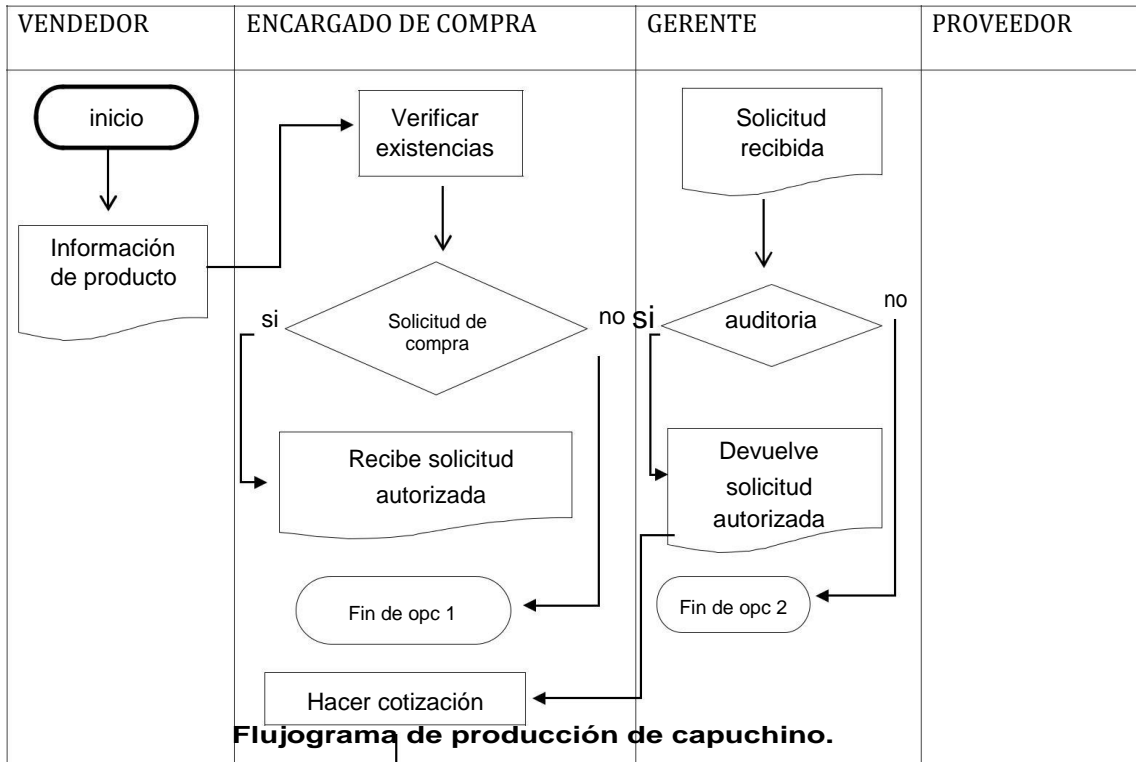 VENDEDOR
ENCARGADO DE COMPRA
GERENTE
PROVEEDOR
inicio
Verificar
existencias
Solicitud
recibida
Información
de producto
si
Solicitud de
compra
no
si
auditoria
no
Recibe solicitud
autorizada
Devuelve
solicitud
autorizada
Fin de opc 1
Fin de opc 2
Hacer cotización
Flujograma de producción de capuchino.